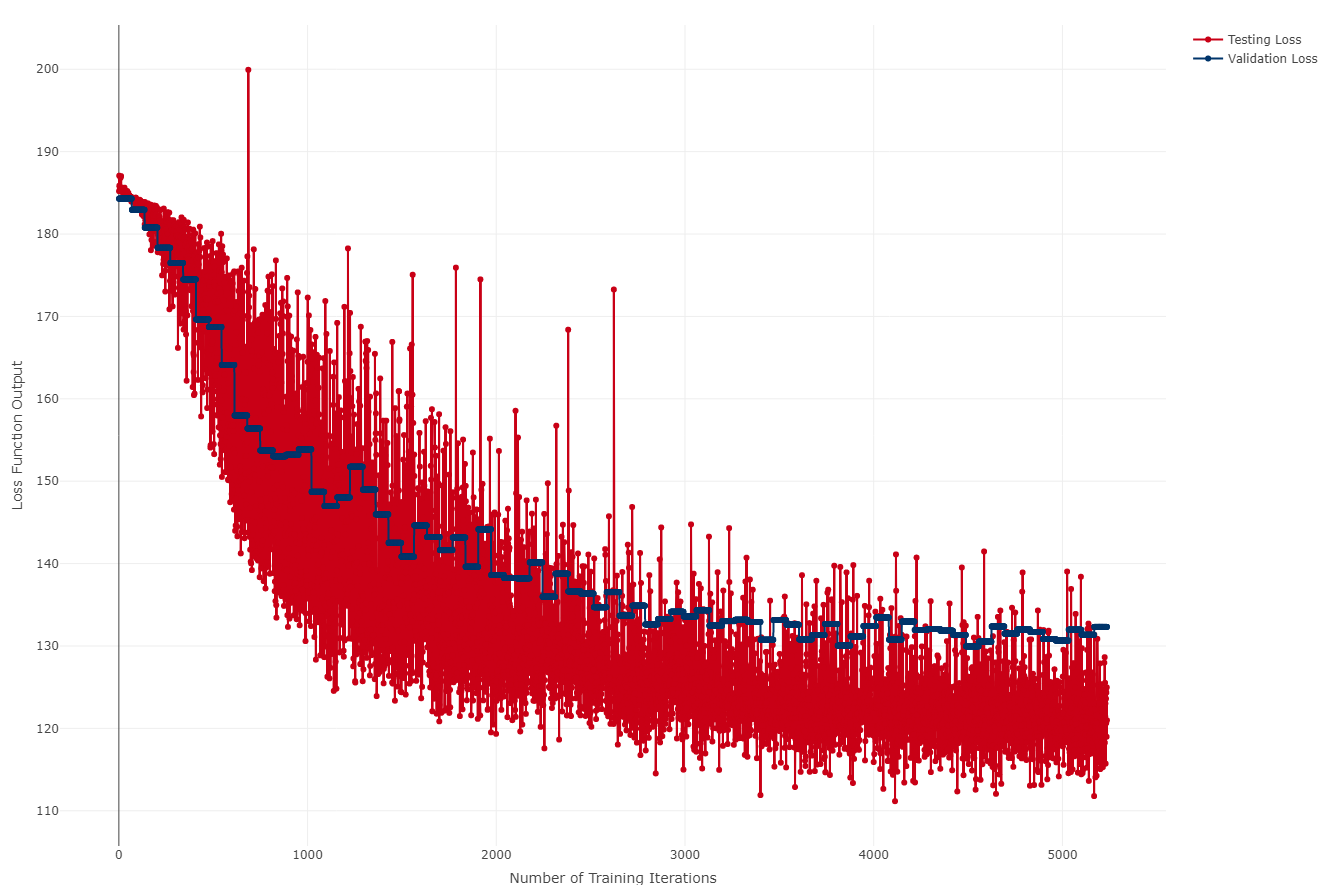 Testing Loss
Validation Loss
200
190
180
170
160
150
140
130
120
110
Loss Function Output
0 1000 2000 3000 4000 5000
Number of Training Iterations